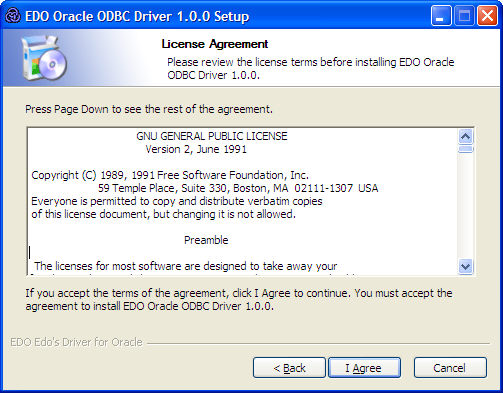 EDO Oracle ODBC Driver 1.0.0 Setup
License Agreement
Please review the license terms before installing EDO Oracle
ODBC Driver 1.0.0.
Press Page Down to see the rest of the agreement.
GNU GENERAL PUBLIC LICENSE
Version 2, June 1991
Copyright (C) 1989, 1991 Free Software Foundation, Inc.
59 Temple Place, Suite 330, Boston, MA  02111-1307  USA
Everyone is permitted to copy and distribute verbatim copies
of this license document, but changing it is not allowed.
Preamble
The licenses for most software are designed to take away your
If you accept the terms of the agreement, click I Agree to continue. You must accept the
agreement to install EDO Oracle ODBC Driver 1.0.0.
EDO Edo's Driver for Oracle
< Back
I Agree
Cancel